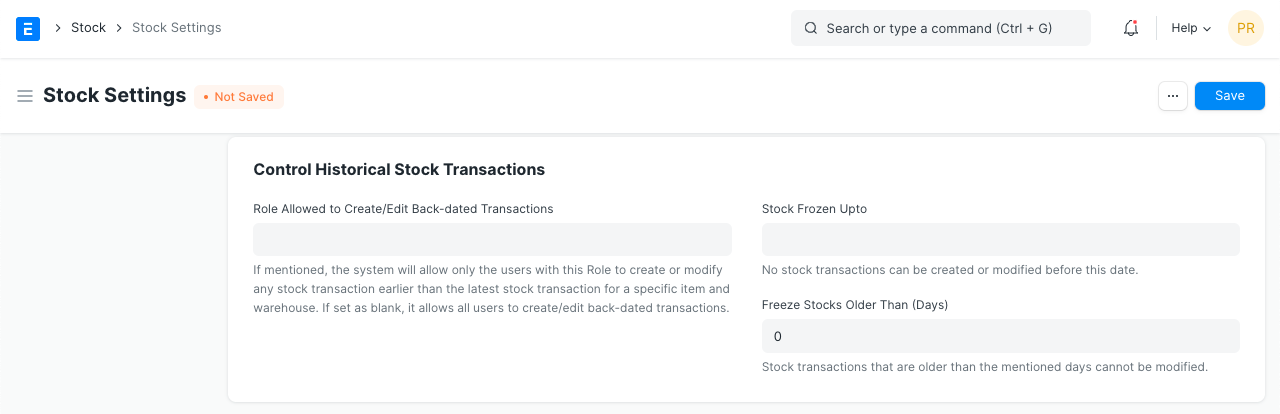 E
Stock
Stock Settings
Search or type a command (Ctrl + G)
Help
PR
Stock Settings
Not Saved
...
Save
Control Historical Stock Transactions
Role Allowed to Create/Edit Back-dated Transactions
If mentioned, the system will allow only the users with this Role to create or modify
any stock transaction earlier than the latest stock transaction for a specific item and
warehouse. If set as blank, it allows all users to create/edit back-dated transactions.
Stock Frozen Upto
No stock transactions can be created or modified before this date.
Freeze Stocks Older Than (Days)
0
Stock transactions that are older than the mentioned days cannot be modified.